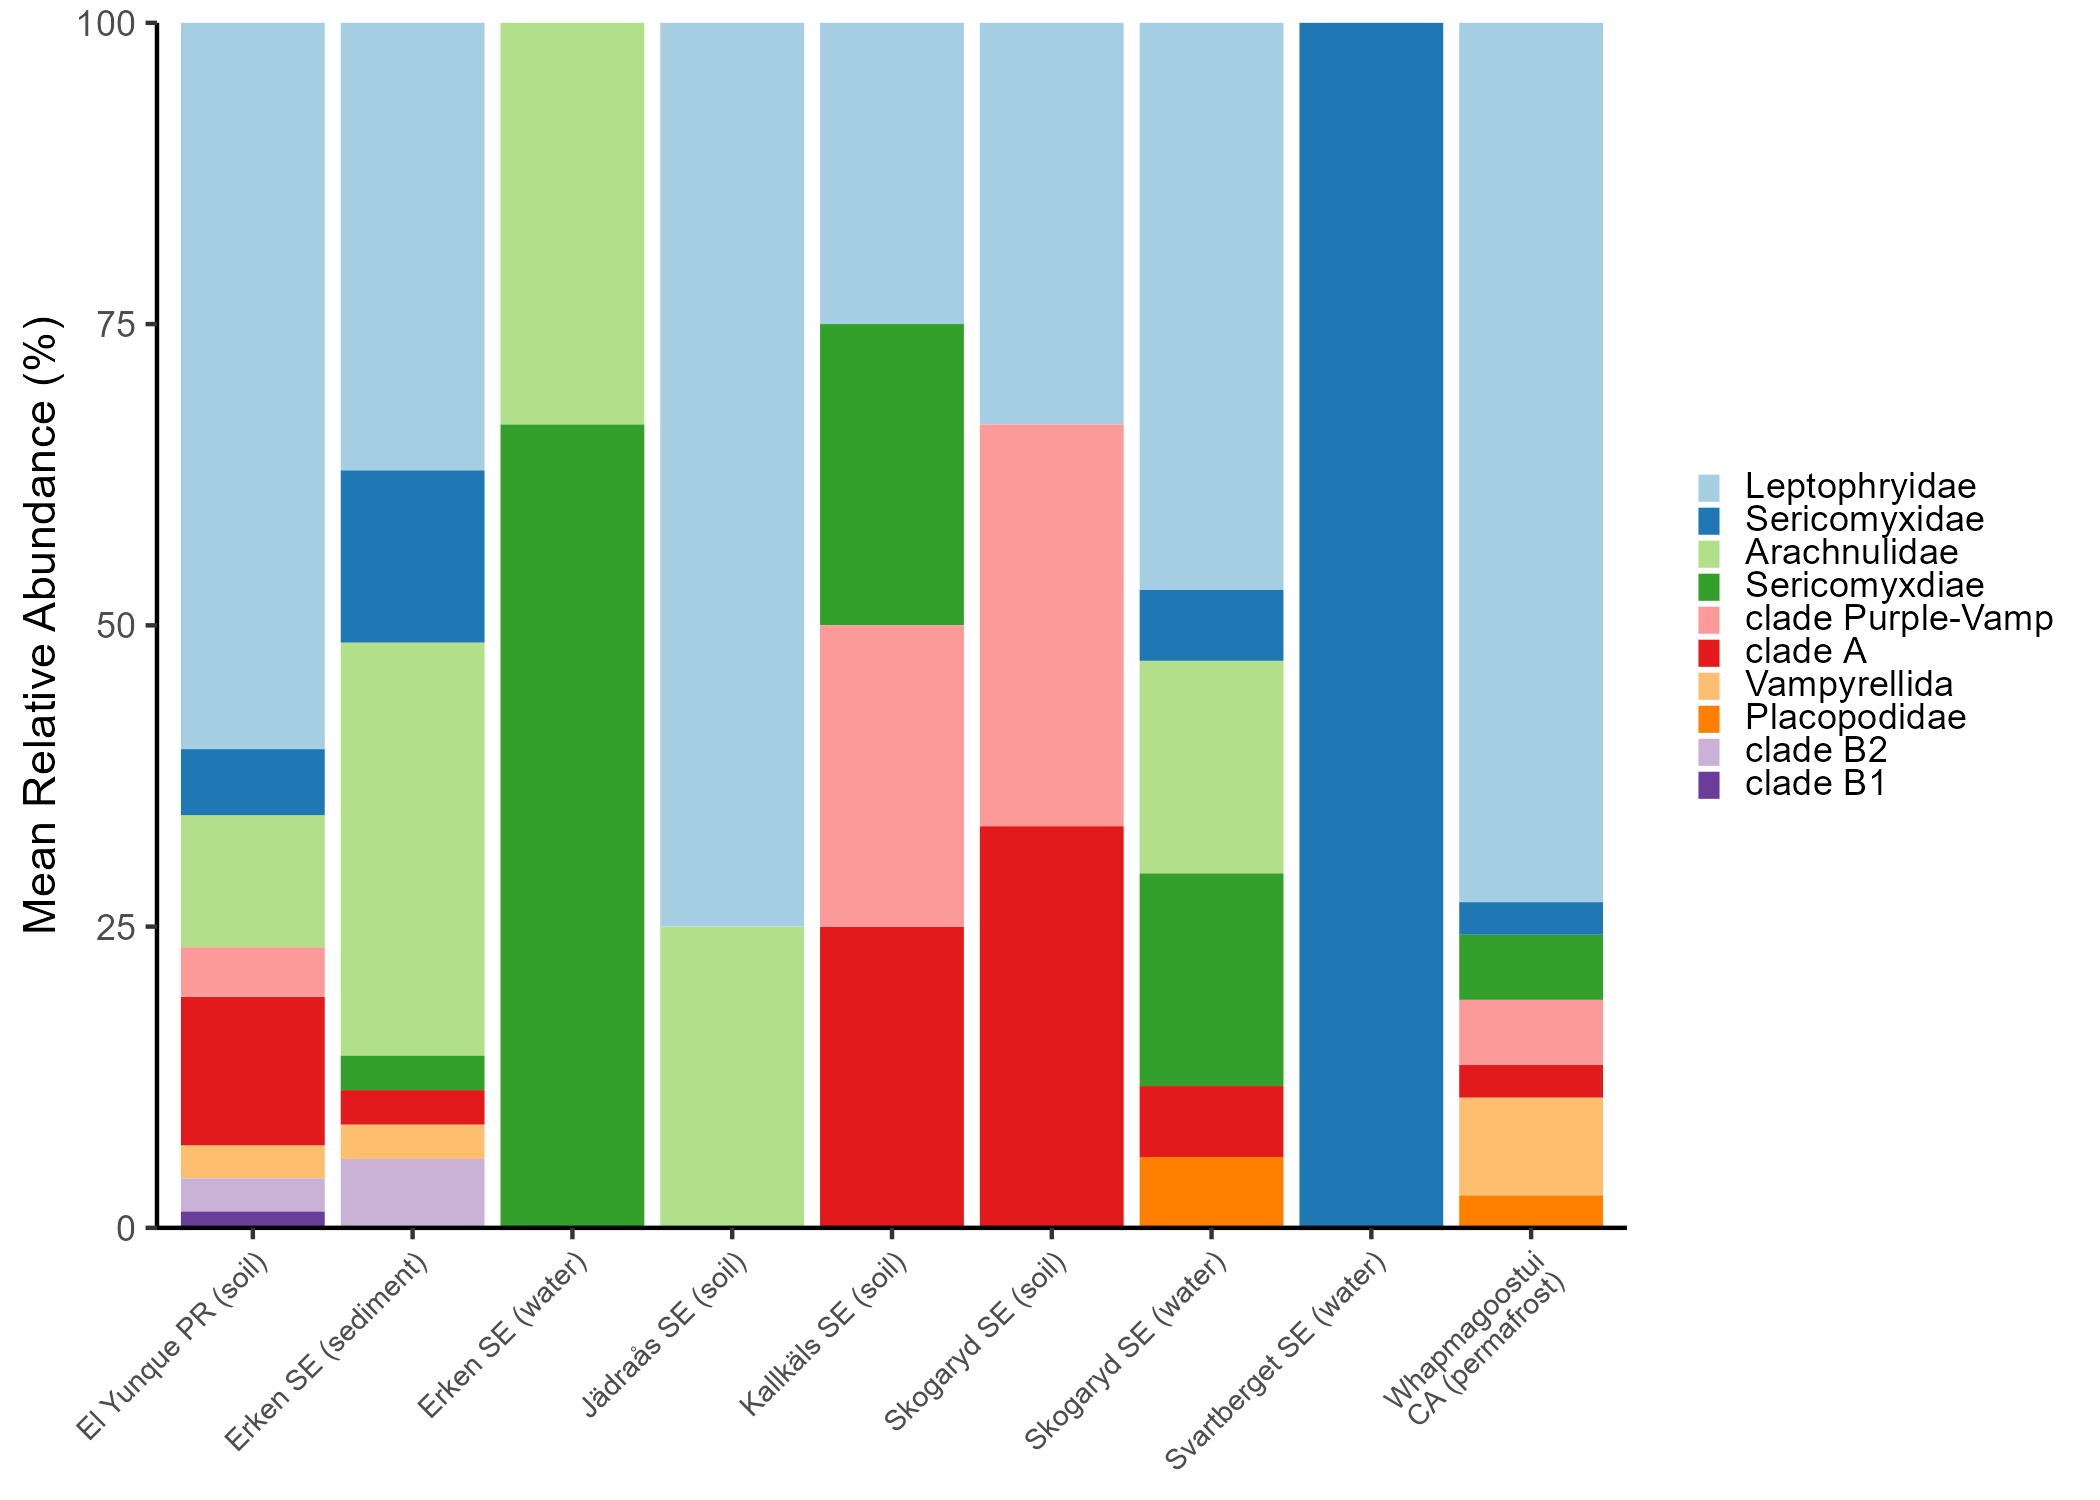 Mean Relative Abundance (%)
100
75
50
25
0
El Yunque PR (soil)
Erken SE (sediment)
Erken SE (water)
Jädraås SE (soil)
Kallkäls SE (soil)
Skogaryd SE (soil)
Skogaryd SE (water)
Svartberget SE (water)
Whapmagoostui
CA (permafrost)
Leptophryidae
Sericomyxidae
Arachnulidae
Sericomyxdiae
clade Purple-Vamp
clade A
Vampyrellida
Placopodidae
clade B2
clade B1